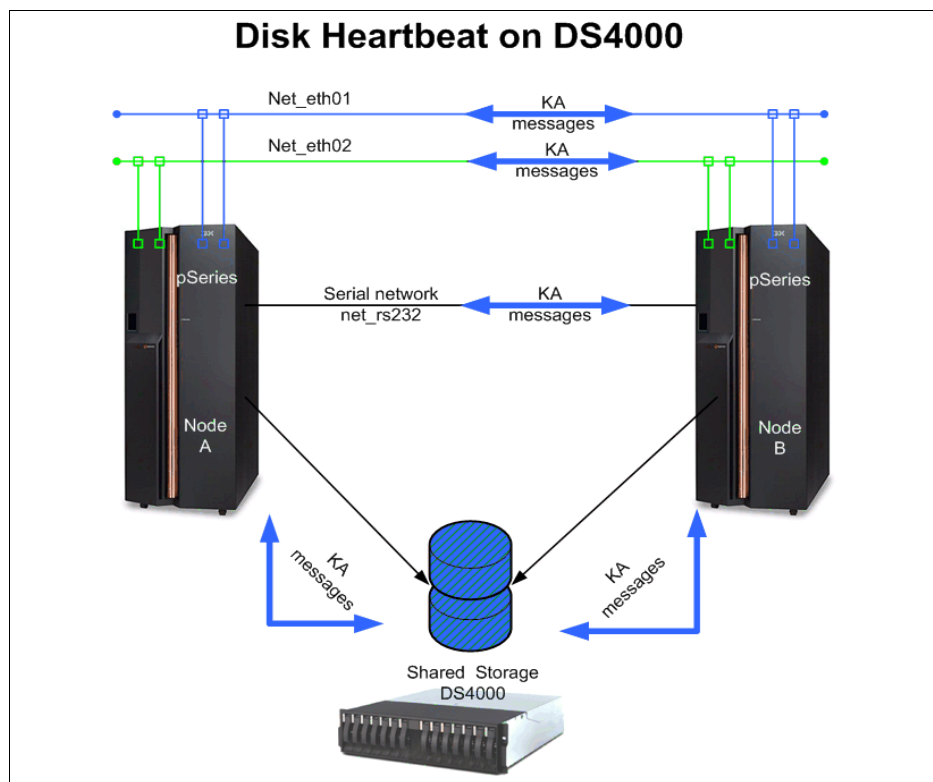 Disk Heartbeat on DS4000
Net_eth01
KA
messages
Net_eth02
KA
messages
pSeries
pSeries
Serial network
net_rs232
KA
messages
Node
A
Node
B
KA
messages
KA
messages
Shared Storage
DS4000